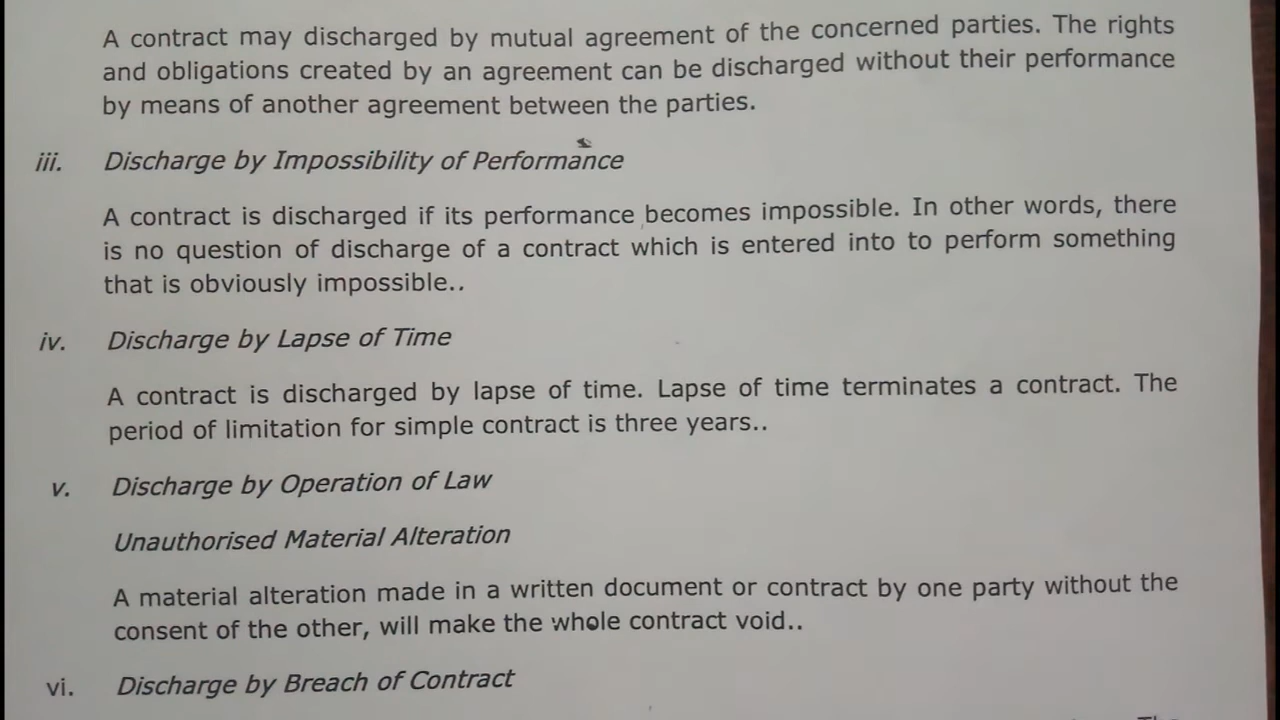 A contract may discharged by mutual agreement of the concerned parties. The rights
and obligations created by an agreement can be discharged without their performance
by means of another agreement between the parties.
iii. Discharge by Impossibility of Performance
A contract is discharged if its performance becomes impossible. In other words, there
is no question of discharge of a contract which is entered into to perform something
that is obviously impossible..
iv. Discharge by Lapse of Time
A contract is discharged by lapse of time. Lapse of time terminates a contract. The
period of limitation for simple contract is three years..
v. Discharge by Operation of Law
Unauthorised Material Alteration
A material alteration made in a written document or contract by one party without the
consent of the other, will make the whole contract void..
vi. Discharge by Breach of Contract